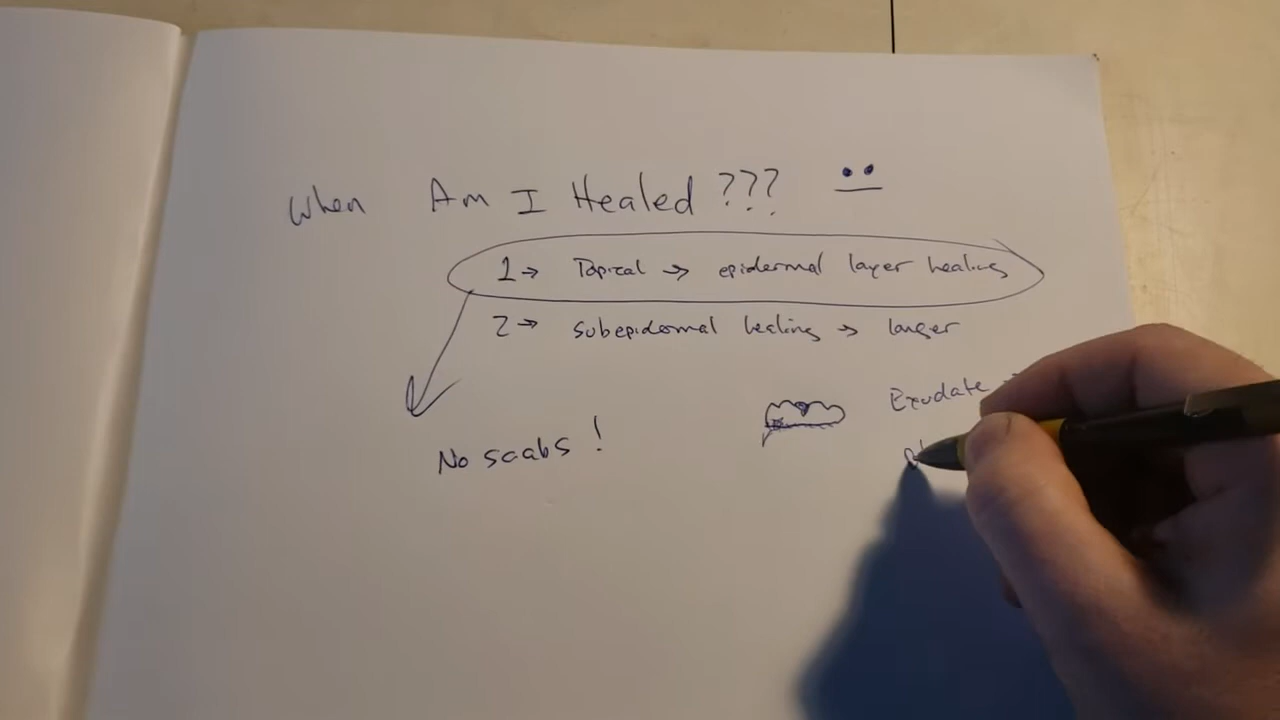 When Am I Healed ???
1 → Topical → epidermal layer healing
2 → subepidermal healing → longer
Exudate
No scabs !